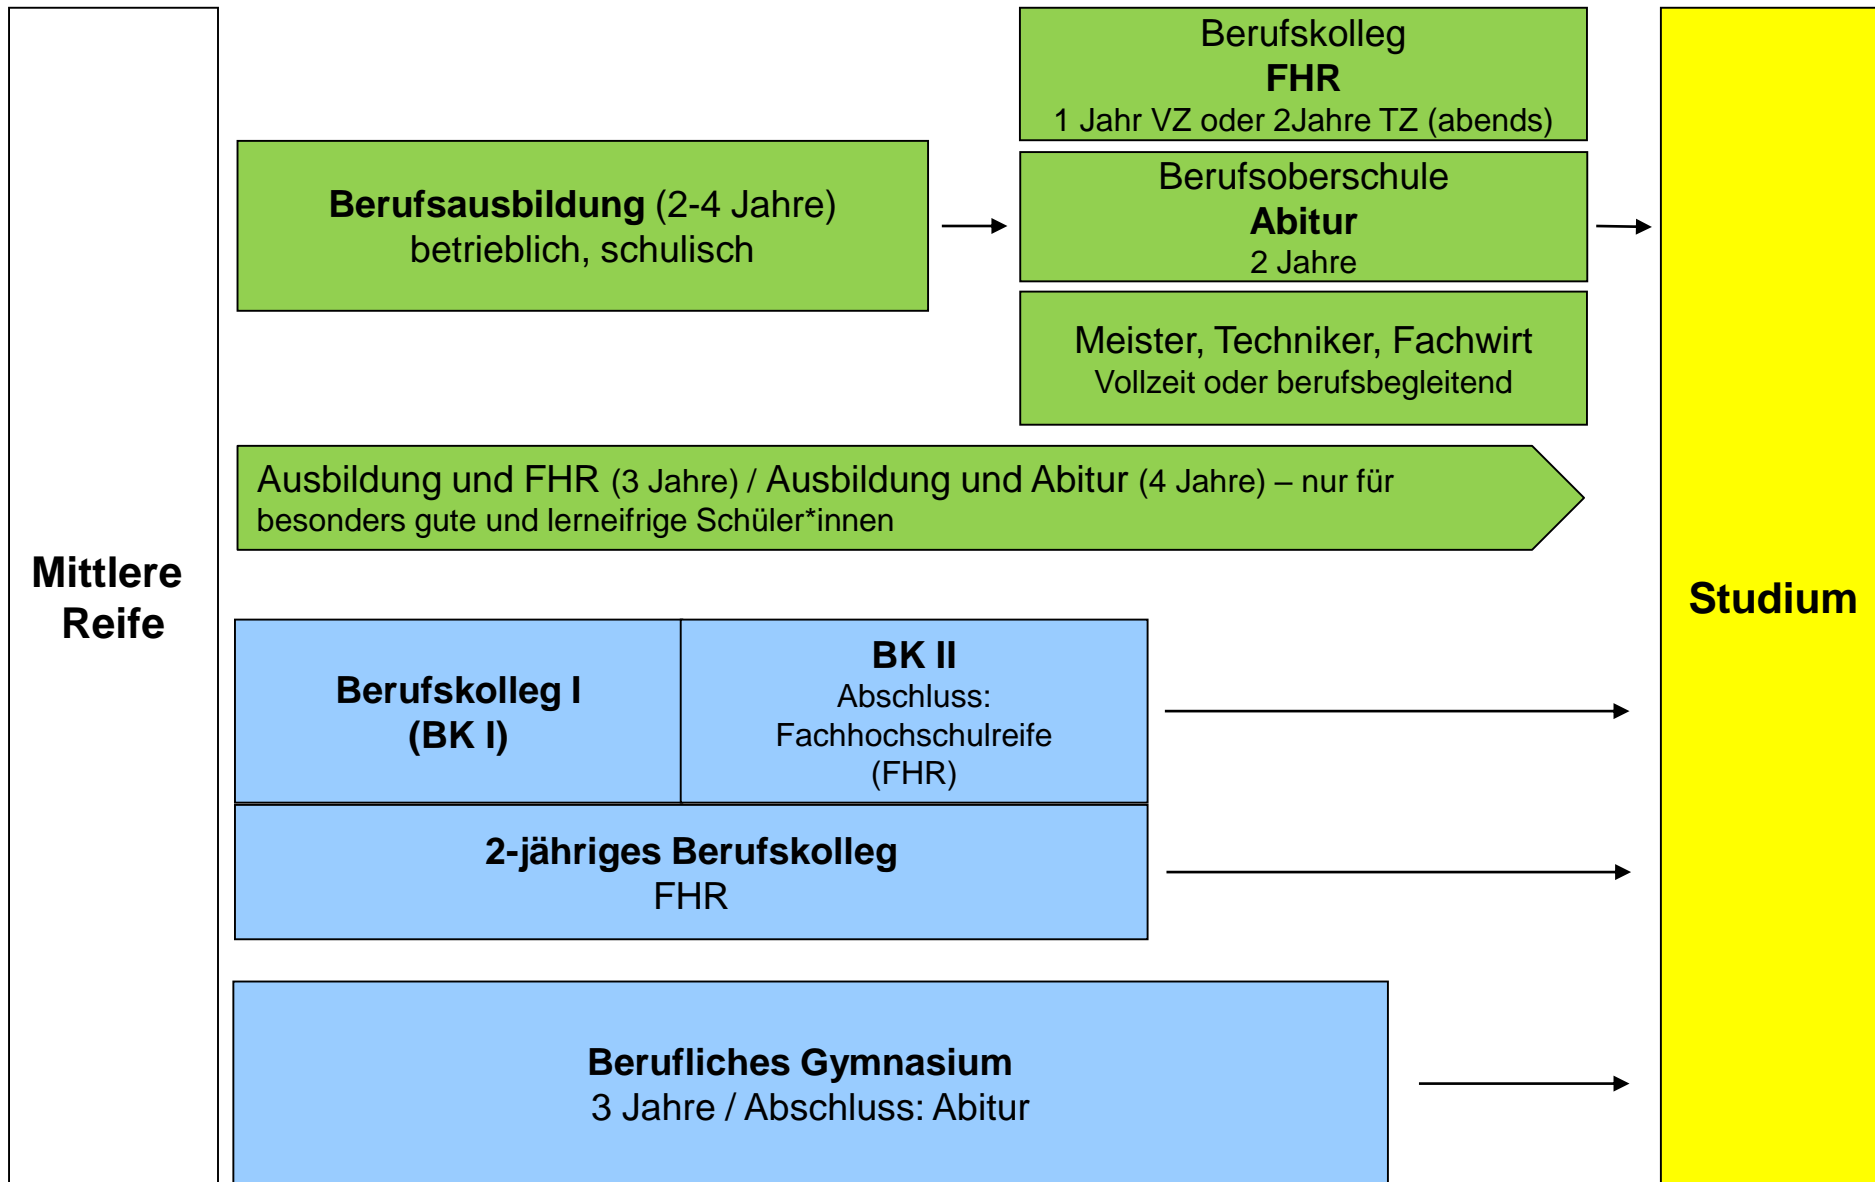 Mittlere
Reife
Berufsausbildung (2-4 Jahre)
betrieblich, schulisch
Berufskolleg
FHR
1 Jahr VZ oder 2Jahre TZ (abends)
Berufsoberschule
Abitur
2 Jahre
Meister, Techniker, Fachwirt
Vollzeit oder berufsbegleitend
Ausbildung und FHR (3 Jahre) / Ausbildung und Abitur (4 Jahre) – nur für
besonders gute und lerneifrige Schüler*innen
Berufskolleg I
(BK I)
BK II
Abschluss:
Fachhochschulreife
(FHR)
2-jähriges Berufskolleg
FHR
Berufliches Gymnasium
3 Jahre / Abschluss: Abitur
Studium